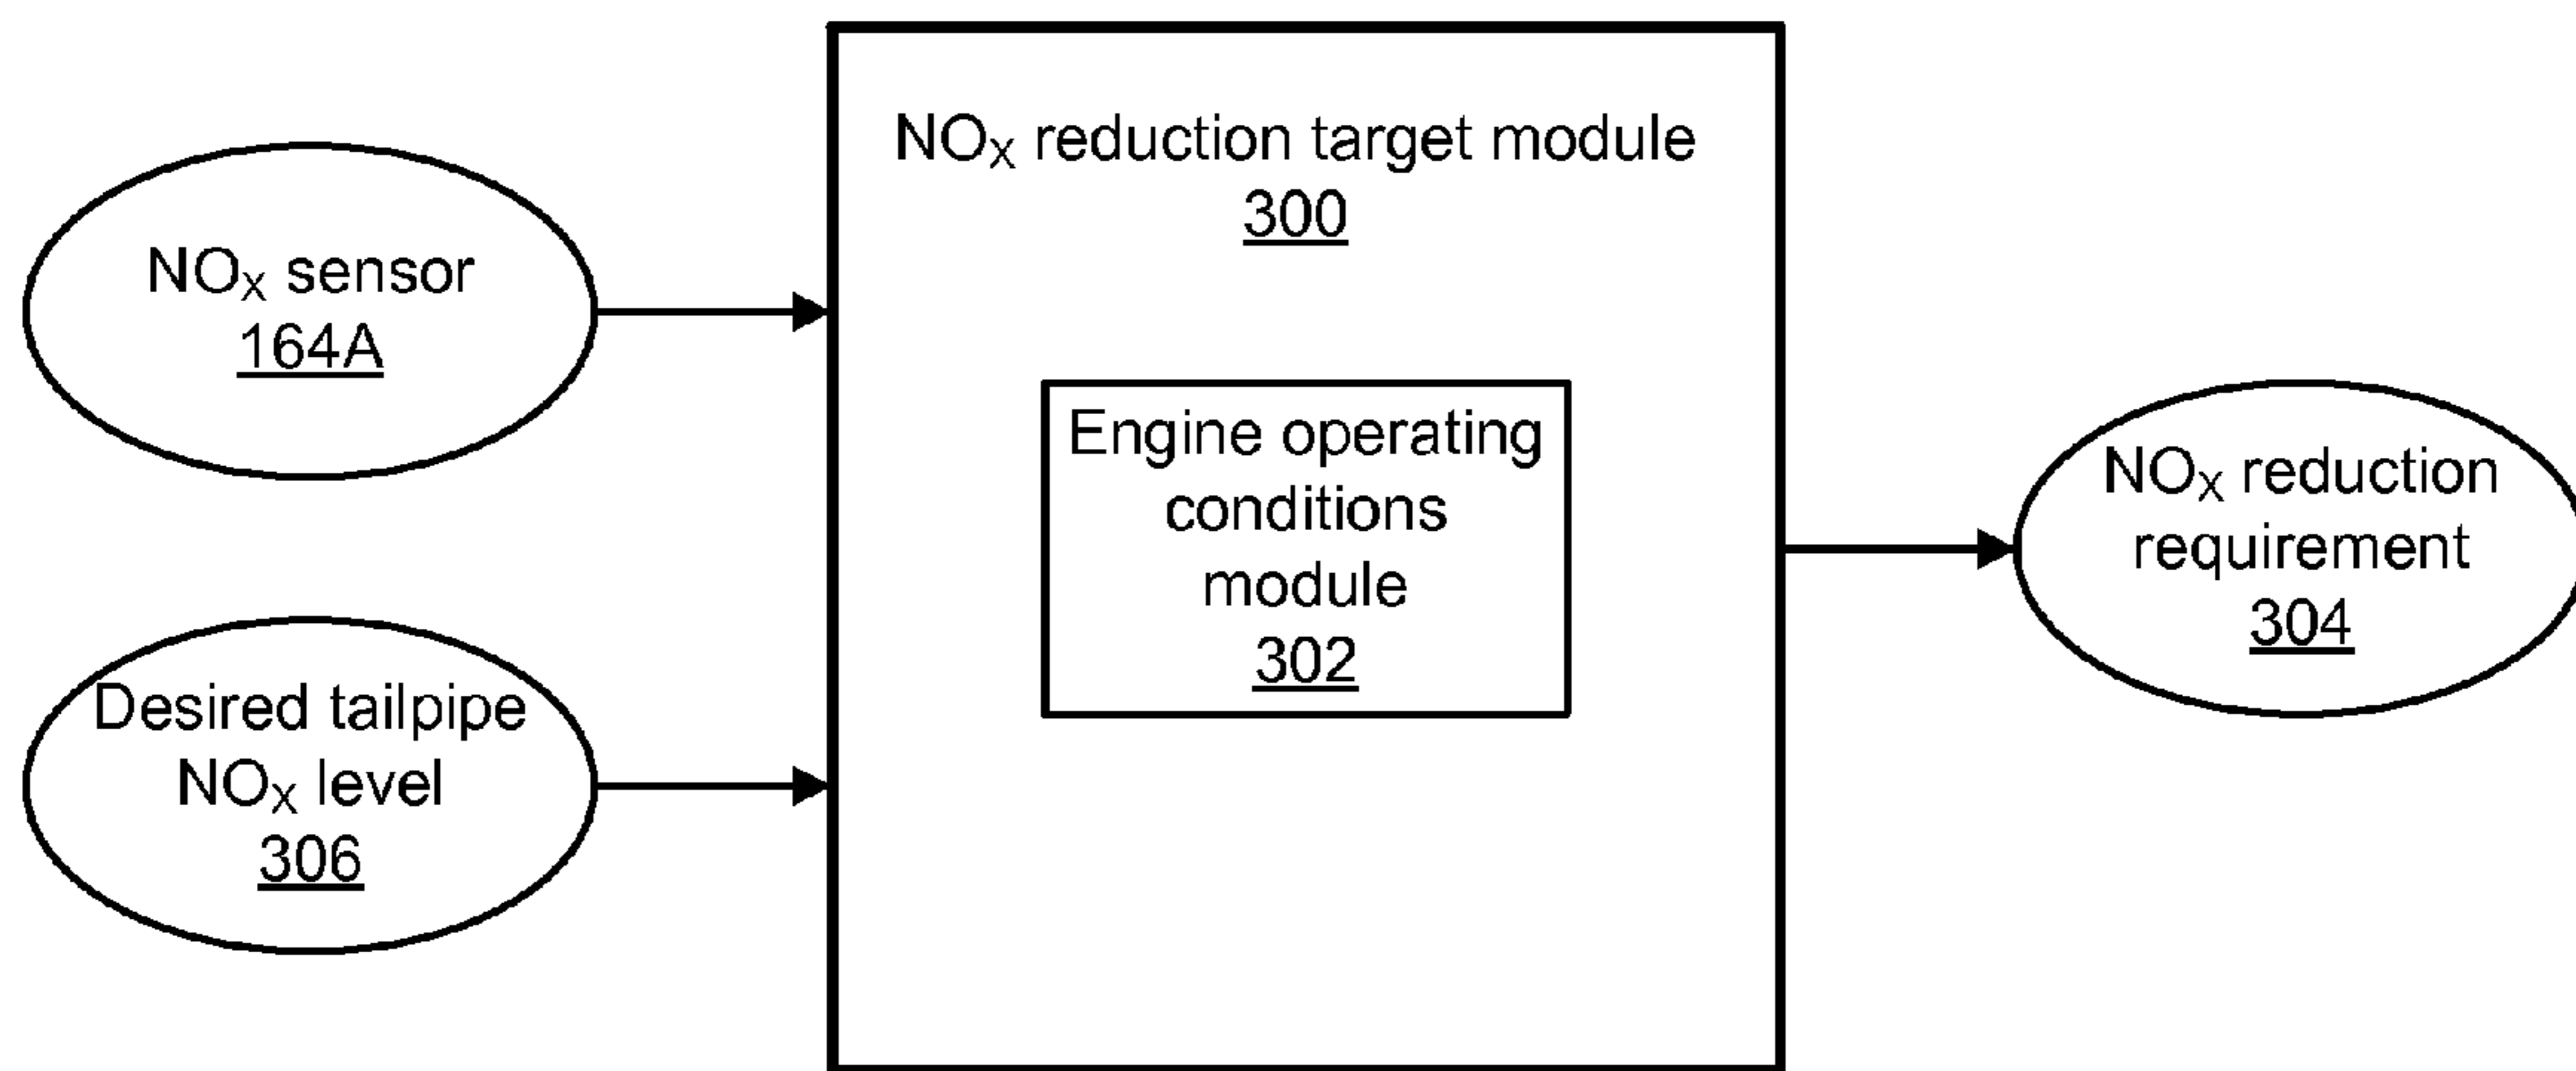 NOX reduction target module
300
NOX sensor
164A
Engine operating
conditions
module
302
NOX reduction
requirement
304
Desired tailpipe
NOX level
306